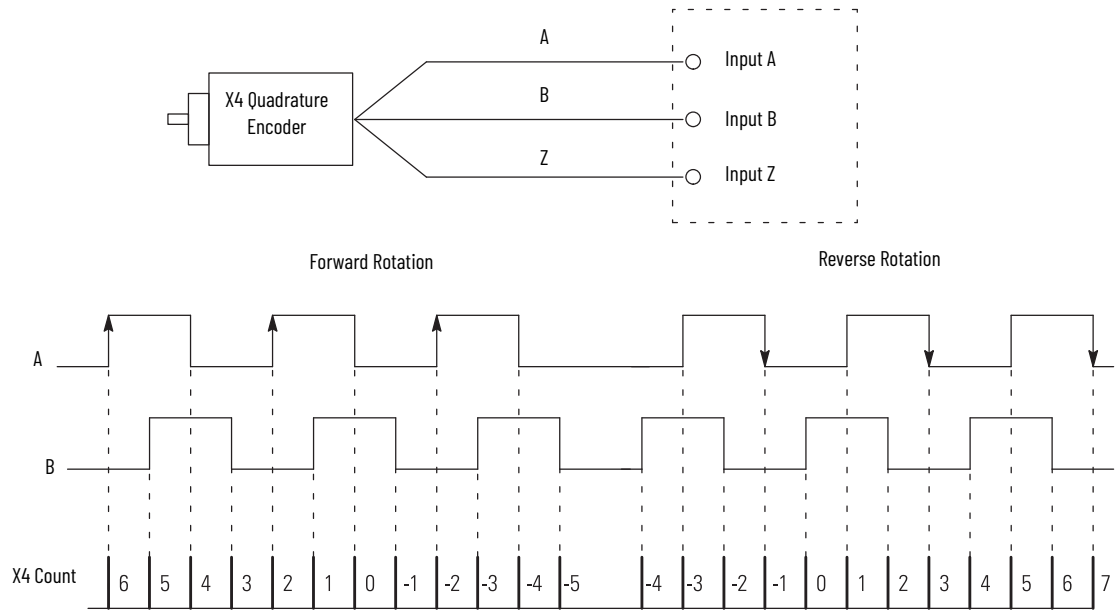 A
X4 Quadrature
Encoder
Input A
B
Input B
Z
Input Z
Forward Rotation
Reverse Rotation
A
B
X4 Count
6 5 4 3 2 1 0 -1 -2 -3 -4 -5 -4 -3 -2 -1 0 1 2 3 4 5 6 7